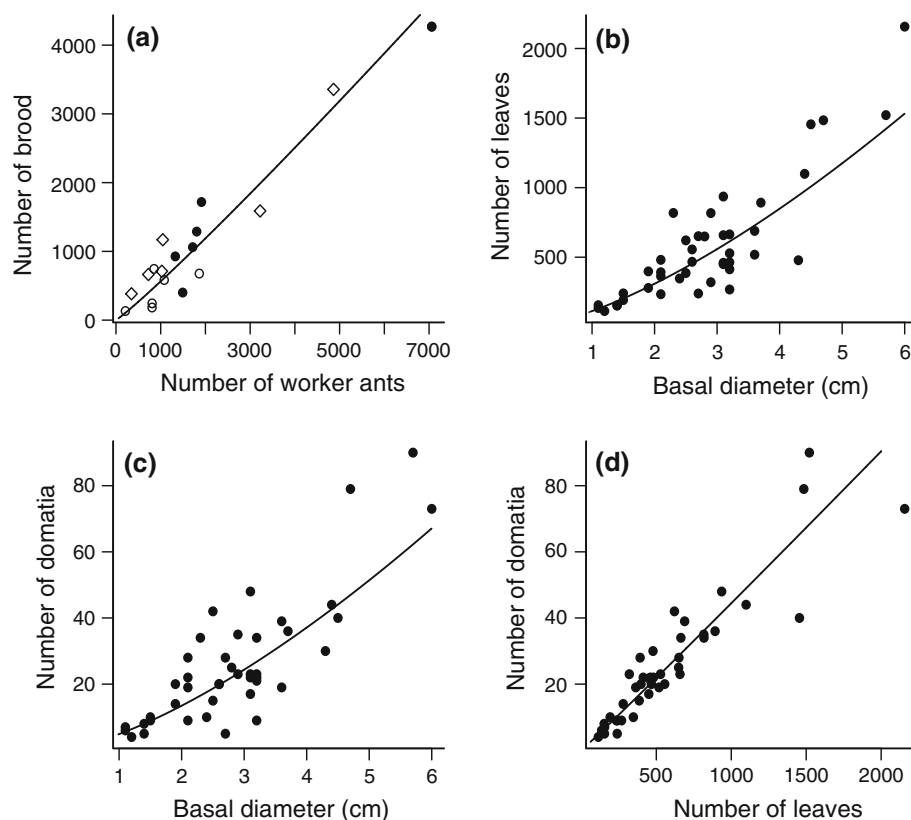 (a)
Number of brood
4000
3000
2000
1000
0
0 1000 3000 5000 7000
Number of worker ants
(b)
Number of leaves
2000
1500
1000
500
1 2 3 4 5 6
Basal diameter (cm)
(c)
Number of domatia
80
60
40
20
1 2 3 4 5 6
Basal diameter (cm)
(d)
Number of domatia
80
60
40
20
500 1000 1500 2000
Number of leaves